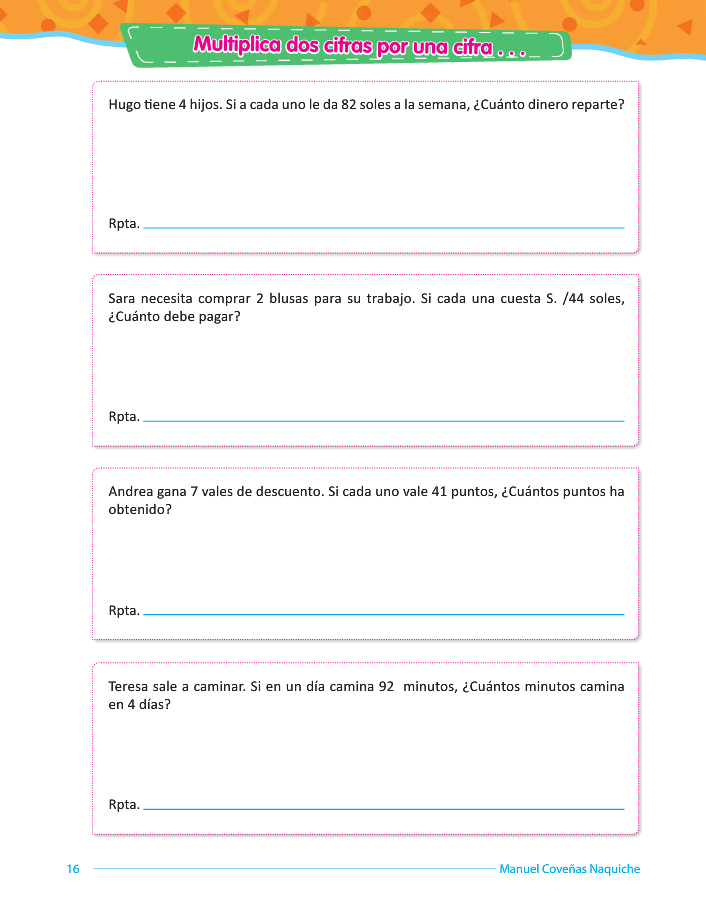 Multiplica dos cifras por una cifra . . .
Hugo tiene 4 hijos. Si a cada uno le da 82 soles a la semana, ¿Cuánto dinero reparte?
Rpta.
Sara necesita comprar 2 blusas para su trabajo. Si cada una cuesta S. /44 soles,
¿Cuánto debe pagar?
Rpta.
Andrea gana 7 vales de descuento. Si cada uno vale 41 puntos, ¿Cuántos puntos ha
obtenido?
Rpta.
Teresa sale a caminar. Si en un día camina 92  minutos, ¿Cuántos minutos camina
en 4 días?
Rpta.
16 Manuel Coveñas Naquiche